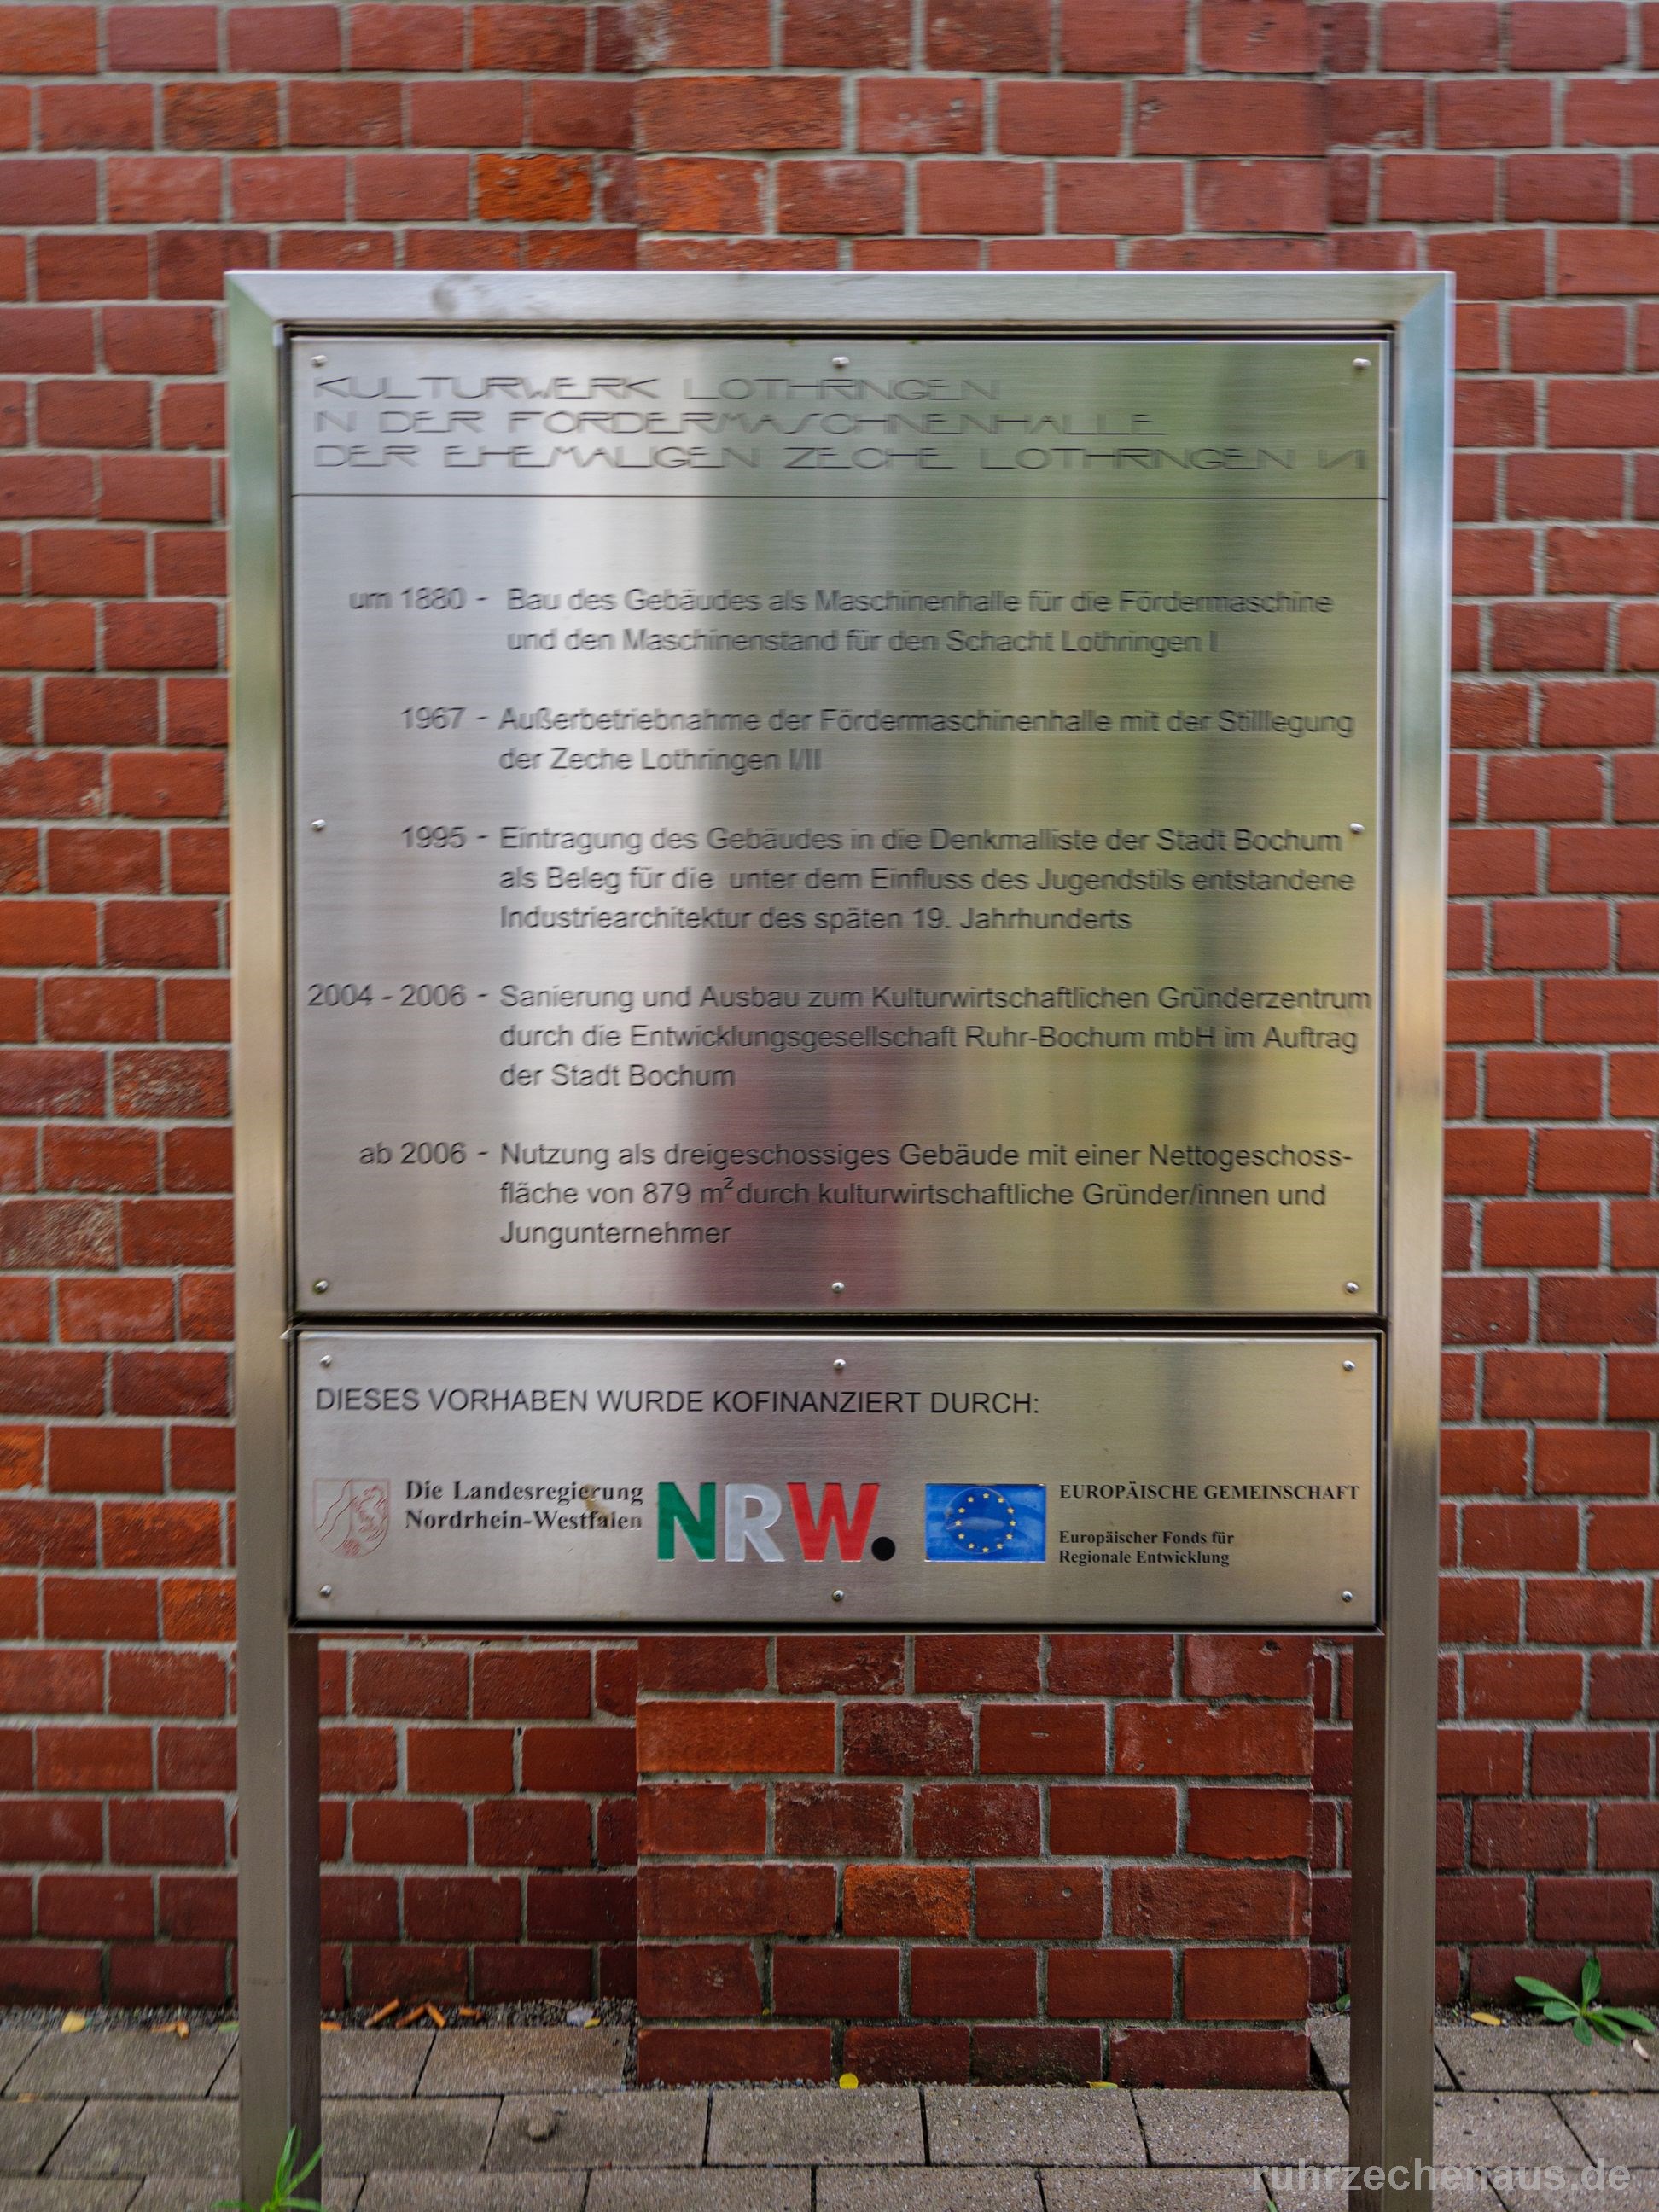 KULTURWERK LOTHRINGEN
IN DER FÖRDERMASCHINENHALLE
DER EHEMALIGEN ZECHE LOTHRINGEN I/II
um 1880 - Bau des Gebäudes als Maschinenhalle für die Fördermaschine
und den Maschinenstand für den Schacht Lothringen I
1967 - Außerbetriebnahme der Fördermaschinenhalle mit der Stilllegung
der Zeche Lothringen I/II
1995 - Eintragung des Gebäudes in die Denkmalliste der Stadt Bochum
als Beleg für die unter dem Einfluss des Jugendstils entstandene
Industriearchitektur des späten 19. Jahrhunderts
2004 - 2006 - Sanierung und Ausbau zum Kulturwirtschaftlichen Gründerzentrum
durch die Entwicklungsgesellschaft Ruhr-Bochum mbH im Auftrag
der Stadt Bochum
ab 2006 - Nutzung als dreigeschossiges Gebäude mit einer Nettogeschoss-
fläche von 879 m² durch kulturwirtschaftliche Gründer/innen und
Jungunternehmer
DIESES VORHABEN WURDE KOFINANZIERT DURCH:
Die Landesregierung
Nordrhein-Westfalen
NRW.
EUROPÄISCHE GEMEINSCHAFT
Europäischer Fonds für
Regionale Entwicklung
ruhrzechenaus.de